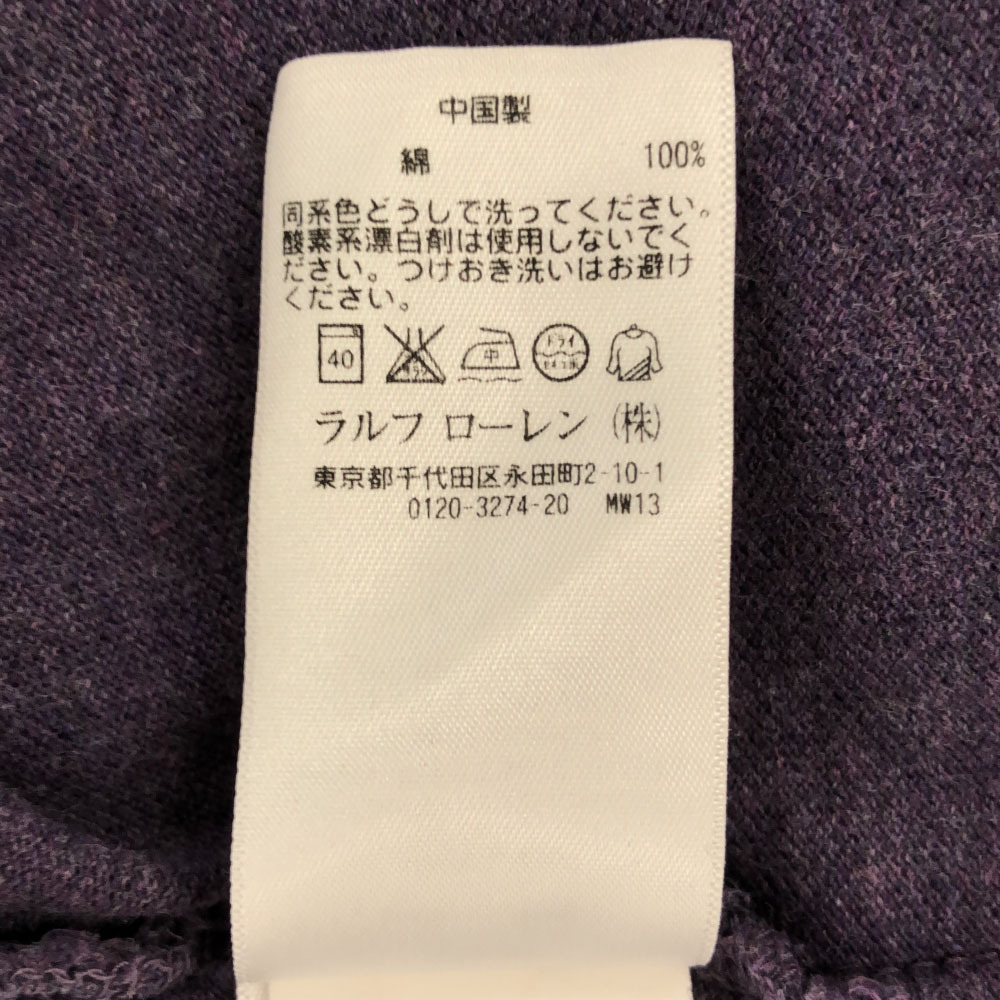 中国製
綿 100%
同系色どうしで洗ってください。
酸素系漂白剤は使用しないでく
ださい。つけおき洗いはお避け
ください。
40 中 ドライ
ラルフ ローレン (株)
東京都千代田区永田町2-10-1
0120-3274-20 MW13